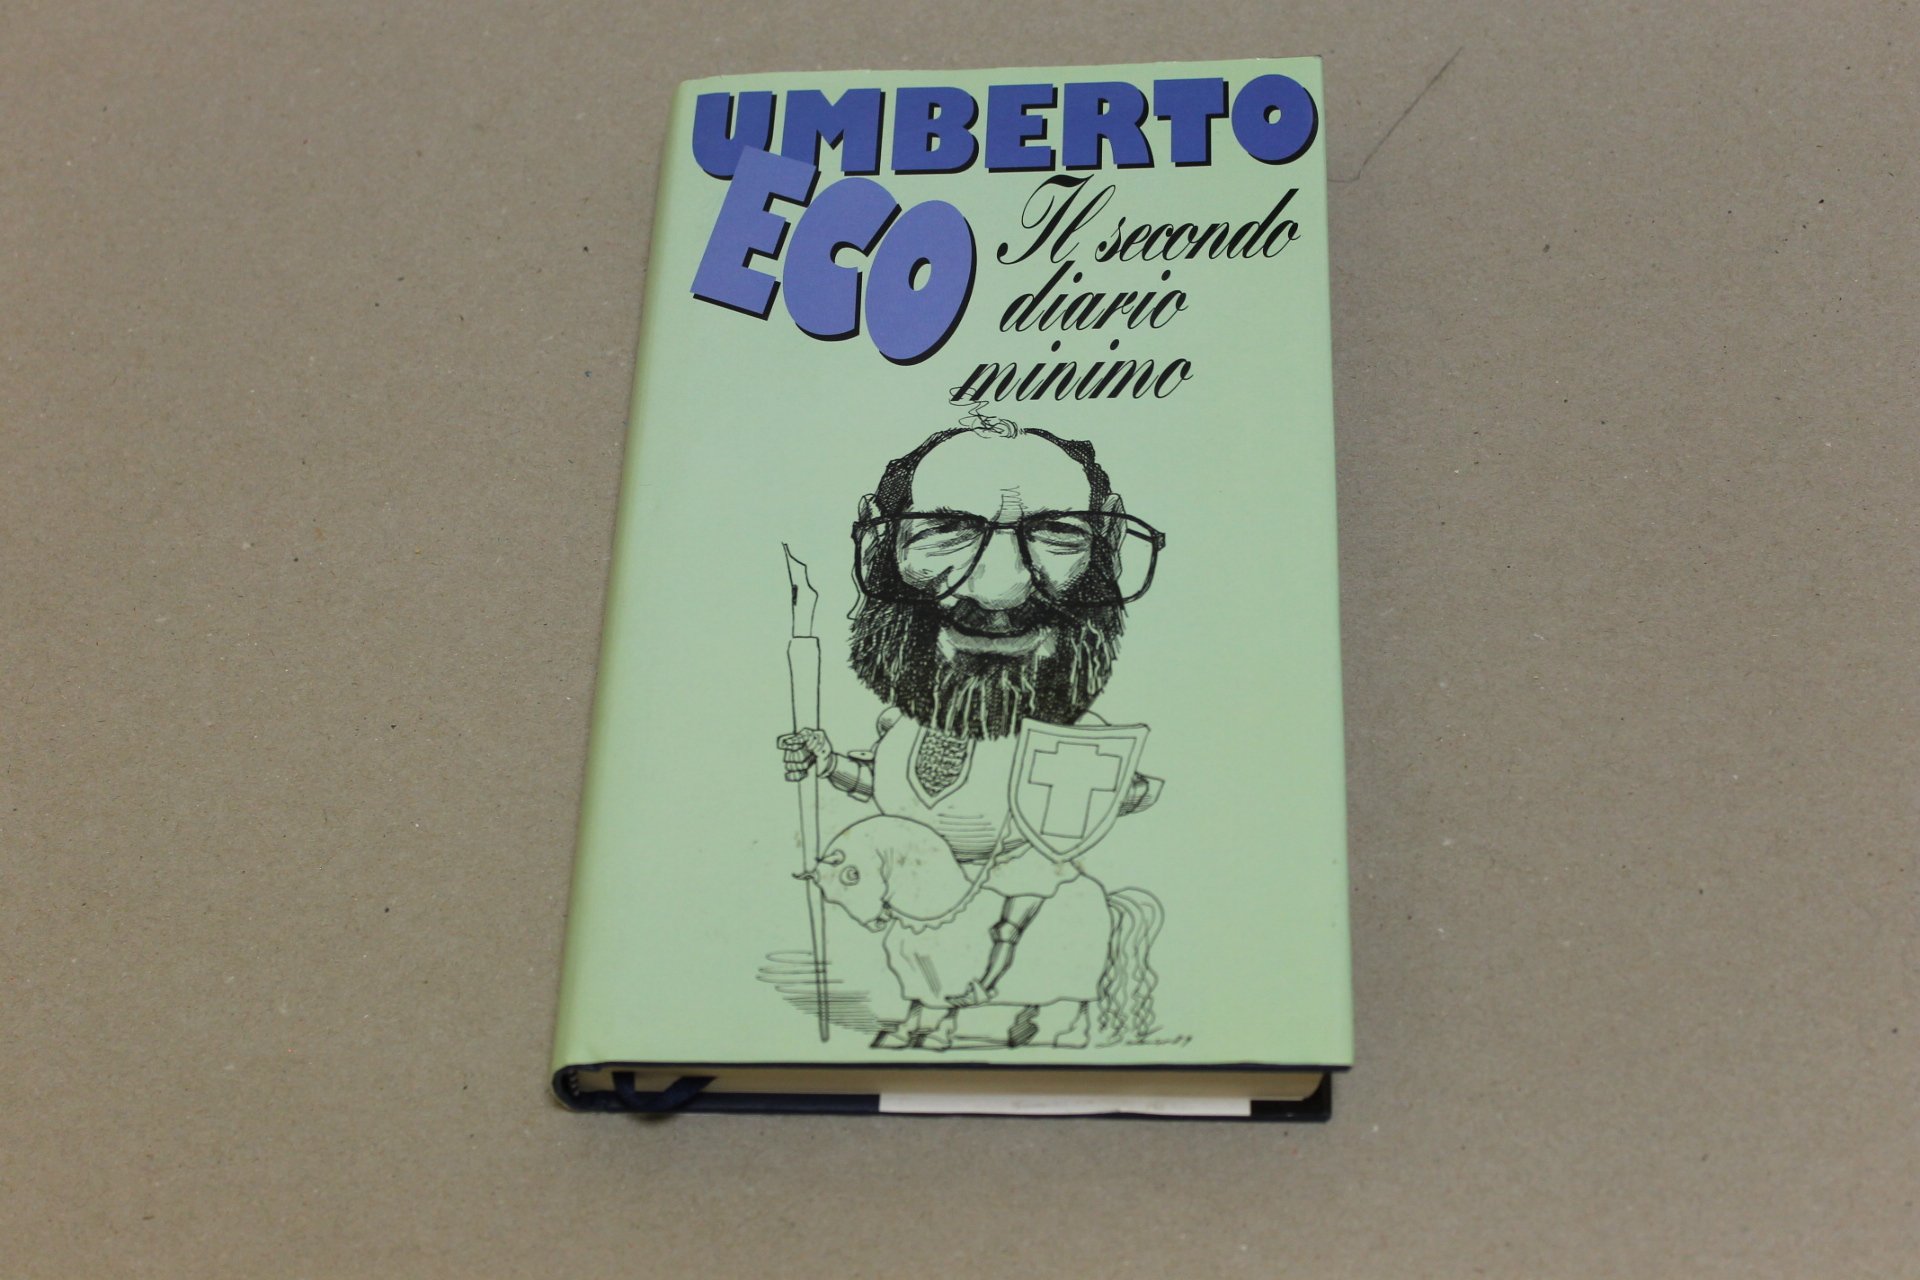 UMBERTO
ECO
Il secondo
diario
minimo